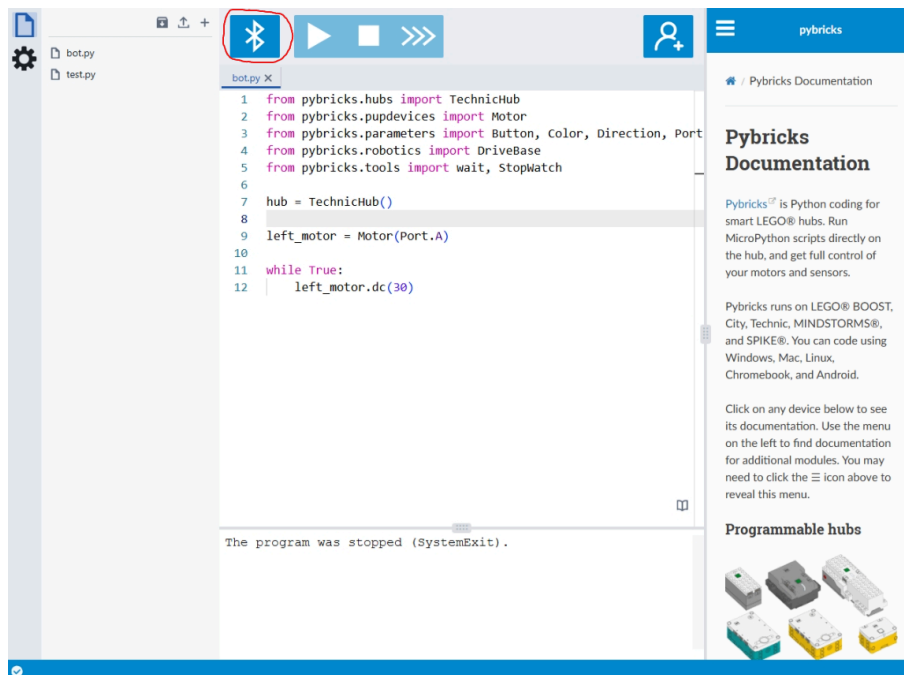 bot.py
test.py
bot.py X
1 from pybricks.hubs import TechnicHub
2 from pybricks.pupdevices import Motor
3 from pybricks.parameters import Button, Color, Direction, Port
4 from pybricks.robotics import DriveBase
5 from pybricks.tools import wait, StopWatch
6
7 hub = TechnicHub()
8
9 left_motor = Motor(Port.A)
10
11 while True:
12     left_motor.dc(30)
The program was stopped (SystemExit).
pybricks
/ Pybricks Documentation
Pybricks
Documentation
Pybricks is Python coding for
smart LEGO® hubs. Run
MicroPython scripts directly on
the hub, and get full control of
your motors and sensors.
Pybricks runs on LEGO® BOOST,
City, Technic, MINDSTORMS®,
and SPIKE®. You can code using
Windows, Mac, Linux,
Chromebook, and Android.
Click on any device below to see
its documentation. Use the menu
on the left to find documentation
for additional modules. You may
need to click the ☰ icon above to
reveal this menu.
Programmable hubs